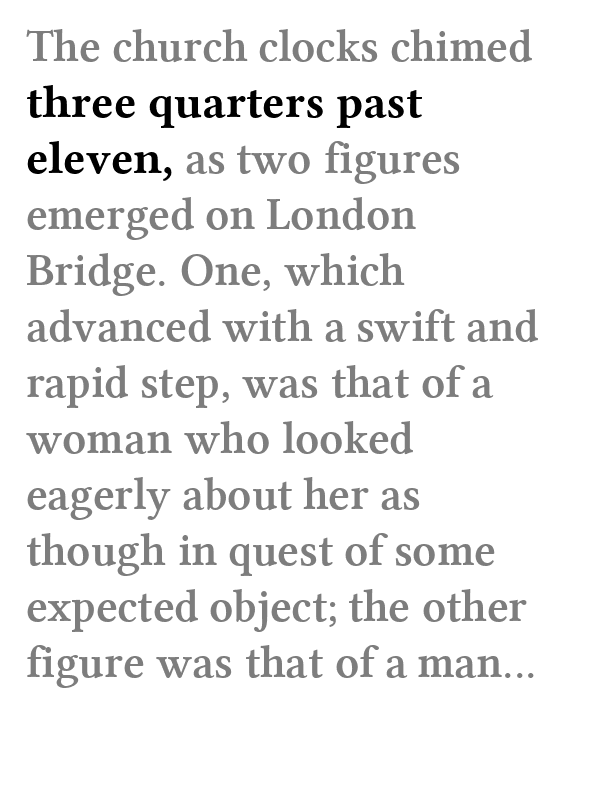 The church clocks chimed
three quarters past
eleven, as two figures
emerged on London
Bridge. One, which
advanced with a swift and
rapid step, was that of a
woman who looked
eagerly about her as
though in quest of some
expected object; the other
figure was that of a man...